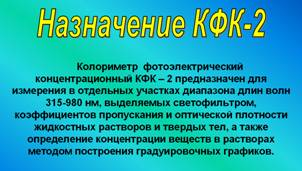 Назначение КФК-2
Колориметр фотоэлектрический
концентрационный КФК – 2 предназначен для
измерения в отдельных участках диапазона длин волн
315-980 нм, выделяемых светофильтром,
коэффициентов пропускания и оптической плотности
жидкостных растворов и твердых тел, а также
определение концентрации веществ в растворах
методом построения градуировочных графиков.